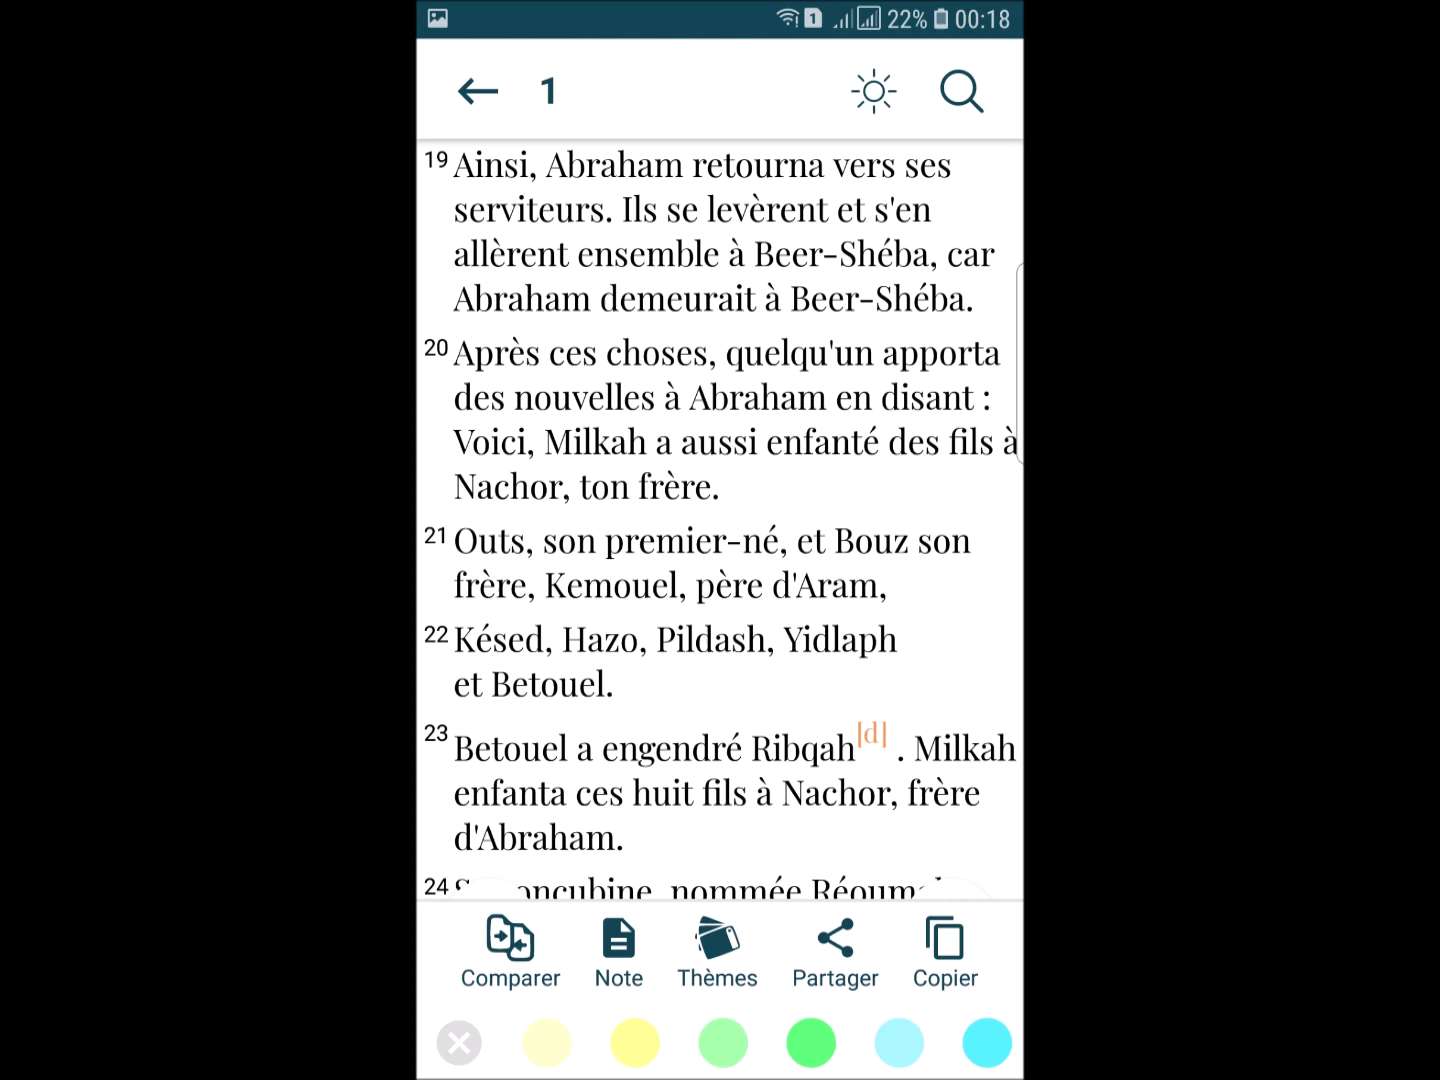 22% 00:18
1
19 Ainsi, Abraham retourna vers ses
serviteurs. Ils se levèrent et s'en
allèrent ensemble à Beer-Shéba, car
Abraham demeurait à Beer-Shéba.
20 Après ces choses, quelqu'un apporta
des nouvelles à Abraham en disant :
Voici, Milkah a aussi enfanté des fils à
Nachor, ton frère.
21 Outs, son premier-né, et Bouz son
frère, Kemouel, père d'Aram,
22 Késed, Hazo, Pildash, Yidlaph
et Betouel.
23 Betouel a engendré Ribqah[d] . Milkah
enfanta ces huit fils à Nachor, frère
d'Abraham.
24 nommée
Comparer Note Thèmes Partager Copier